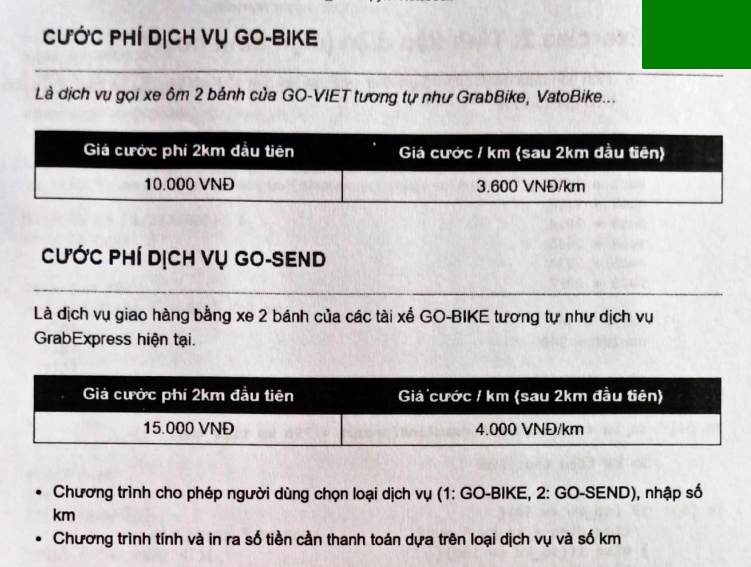 CƯỚC PHÍ DỊCH VỤ GO-BIKE
Là dịch vụ gọi xe ôm 2 bánh của GO-VIET tương tự như GrabBike, VatoBike...
Giá cước phí 2km đầu tiên Giá cước / km (sau 2km đầu tiên)
10.000 VNĐ 3.600 VNĐ/km
CƯỚC PHÍ DỊCH VỤ GO-SEND
Là dịch vụ giao hàng bằng xe 2 bánh của các tài xế GO-BIKE tương tự như dịch vụ
GrabExpress hiện tại.
Giá cước phí 2km đầu tiên Giá cước / km (sau 2km đầu tiên)
15.000 VNĐ 4.000 VNĐ/km
• Chương trình cho phép người dùng chọn loại dịch vụ (1: GO-BIKE, 2: GO-SEND), nhập số
km
• Chương trình tính và in ra số tiền cần thanh toán dựa trên loại dịch vụ và số km